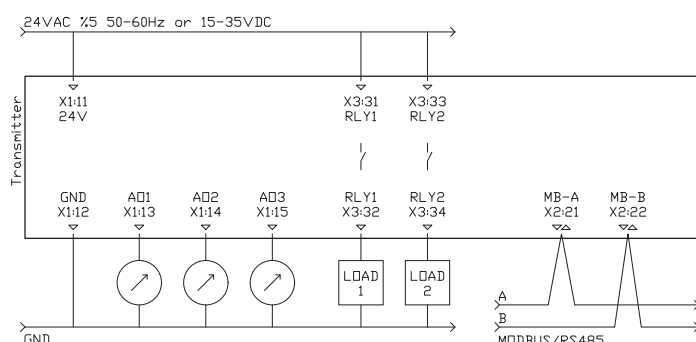 24VAC %5 50-60Hz or 15-35VDC
Transmitter
X1:11
24V
X3:31
RLY1
X3:33
RLY2
GND
X1:12
AO1
X1:13
AO2
X1:14
AO3
X1:15
RLY1
X3:32
RLY2
X3:34
MB-A
X2:21
MB-B
X2:22
LOAD
1
LOAD
2
A
B
GND
MODBUS/RS485